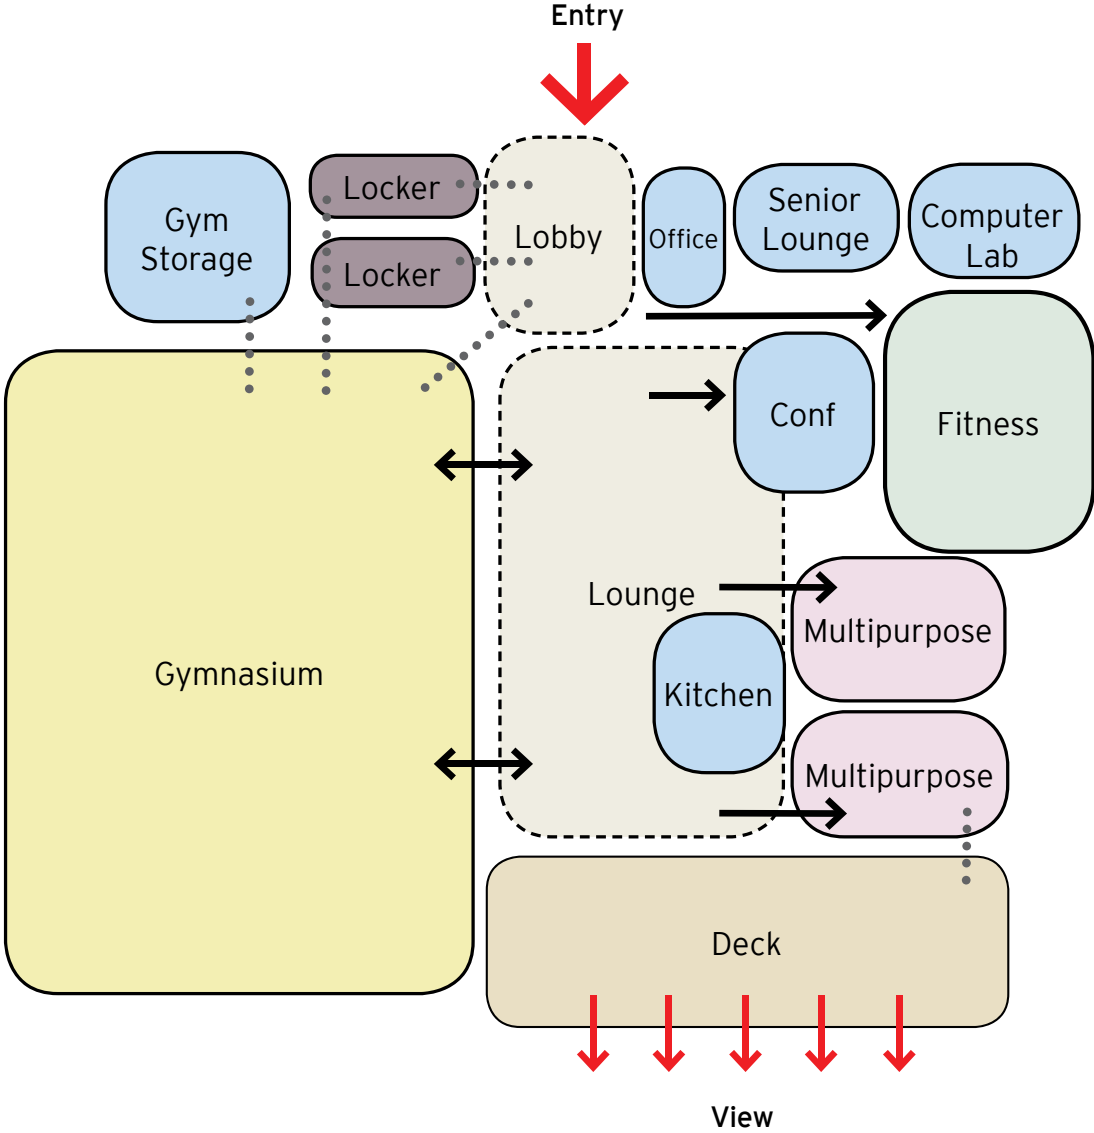 Entry
Gym
Storage
Locker
Locker
Lobby
Office
Senior
Lounge
Computer
Lab
Conf
Fitness
Lounge
Multipurpose
Gymnasium
Kitchen
Multipurpose
Deck
View